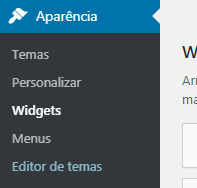 Aparência
Temas
Personalizar
Widgets
Menus
Editor de temas
W
Arr
ma